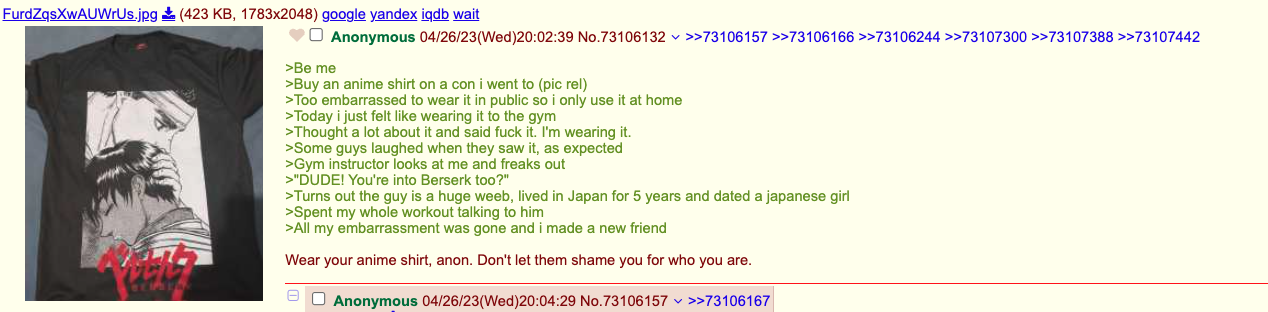 FurdZqsXwAUWrUs.jpg (423 KB, 1783x2048) google yandex iqdb wait
Anonymous 04/26/23(Wed)20:02:39 No.73106132 >>73106157 >>73106166 >>73106244 >>73107300 >>73107388 >>73107442
>Be me
>Buy an anime shirt on a con i went to (pic rel)
>Too embarrassed to wear it in public so i only use it at home
>Today i just felt like wearing it to the gym
>Thought a lot about it and said fuck it. I'm wearing it.
>Some guys laughed when they saw it, as expected
>Gym instructor looks at me and freaks out
>"DUDE! You're into Berserk too?"
>Turns out the guy is a huge weeb, lived in Japan for 5 years and dated a japanese girl
>Spent my whole workout talking to him
>All my embarrassment was gone and i made a new friend
Wear your anime shirt, anon. Don't let them shame you for who you are.
ベルセルク
BERSERK
Anonymous 04/26/23(Wed)20:04:29 No.73106157 >>73106167